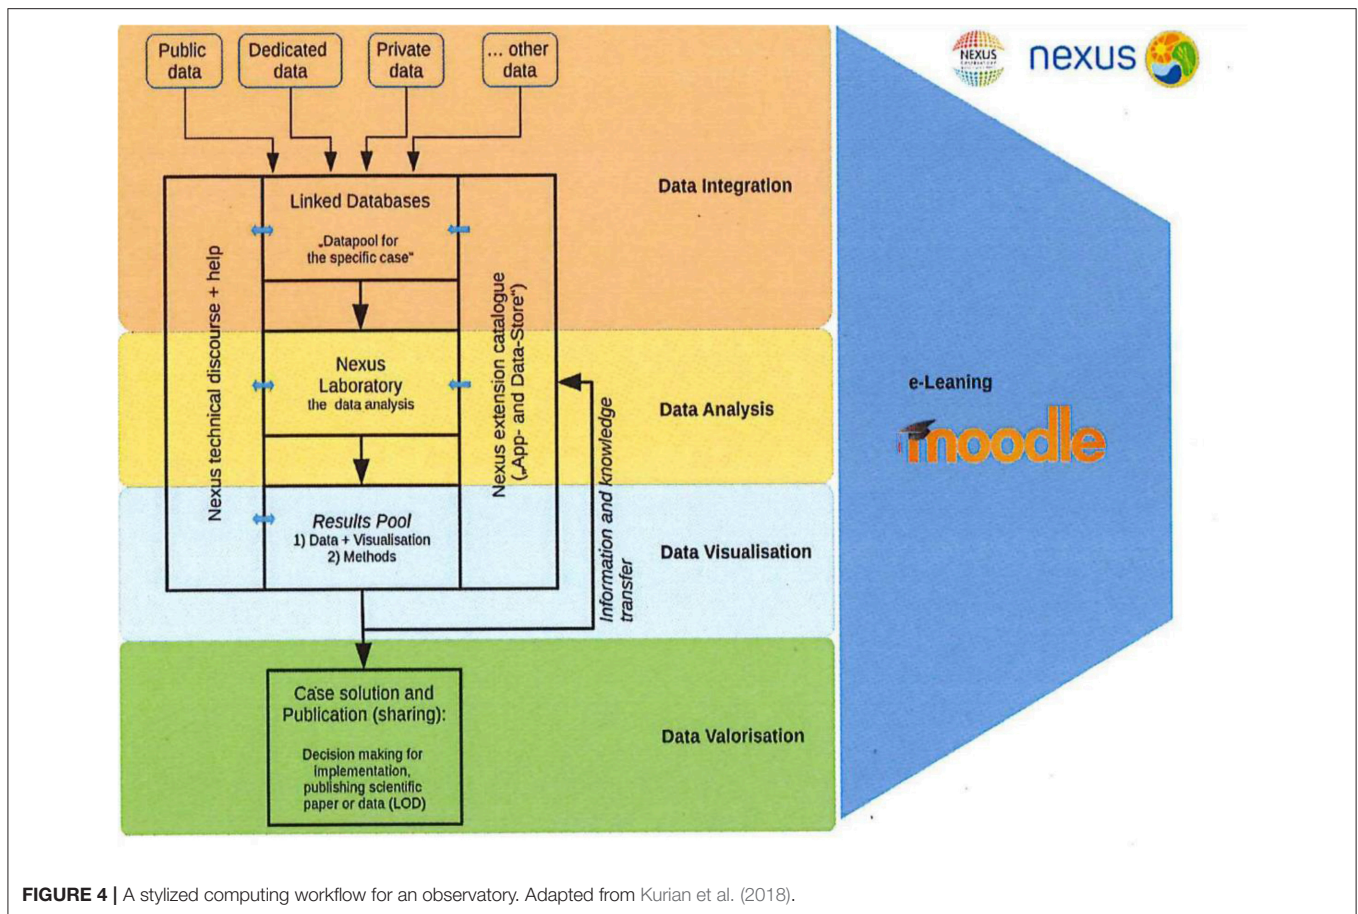 Public
data
Dedicated
data
Private
data
... other
data
NEXUS
nexus
Linked Databases
„Datapool for
the specific case“
Data Integration
Nexus technical discourse + help
Nexus extension catalogue
(„App- and Data-Store“)
Nexus
Laboratory
the data analysis
Data Analysis
e-Leaning
moodle
Information and knowledge
transfer
Results Pool
1) Data + Visualisation
2) Methods
Data Visualisation
Case solution and
Publication (sharing):
Decision making for
implementation,
publishing scientific
paper or data (LOD)
Data Valorisation
FIGURE 4 | A stylized computing workflow for an observatory. Adapted from Kurian et al. (2018).